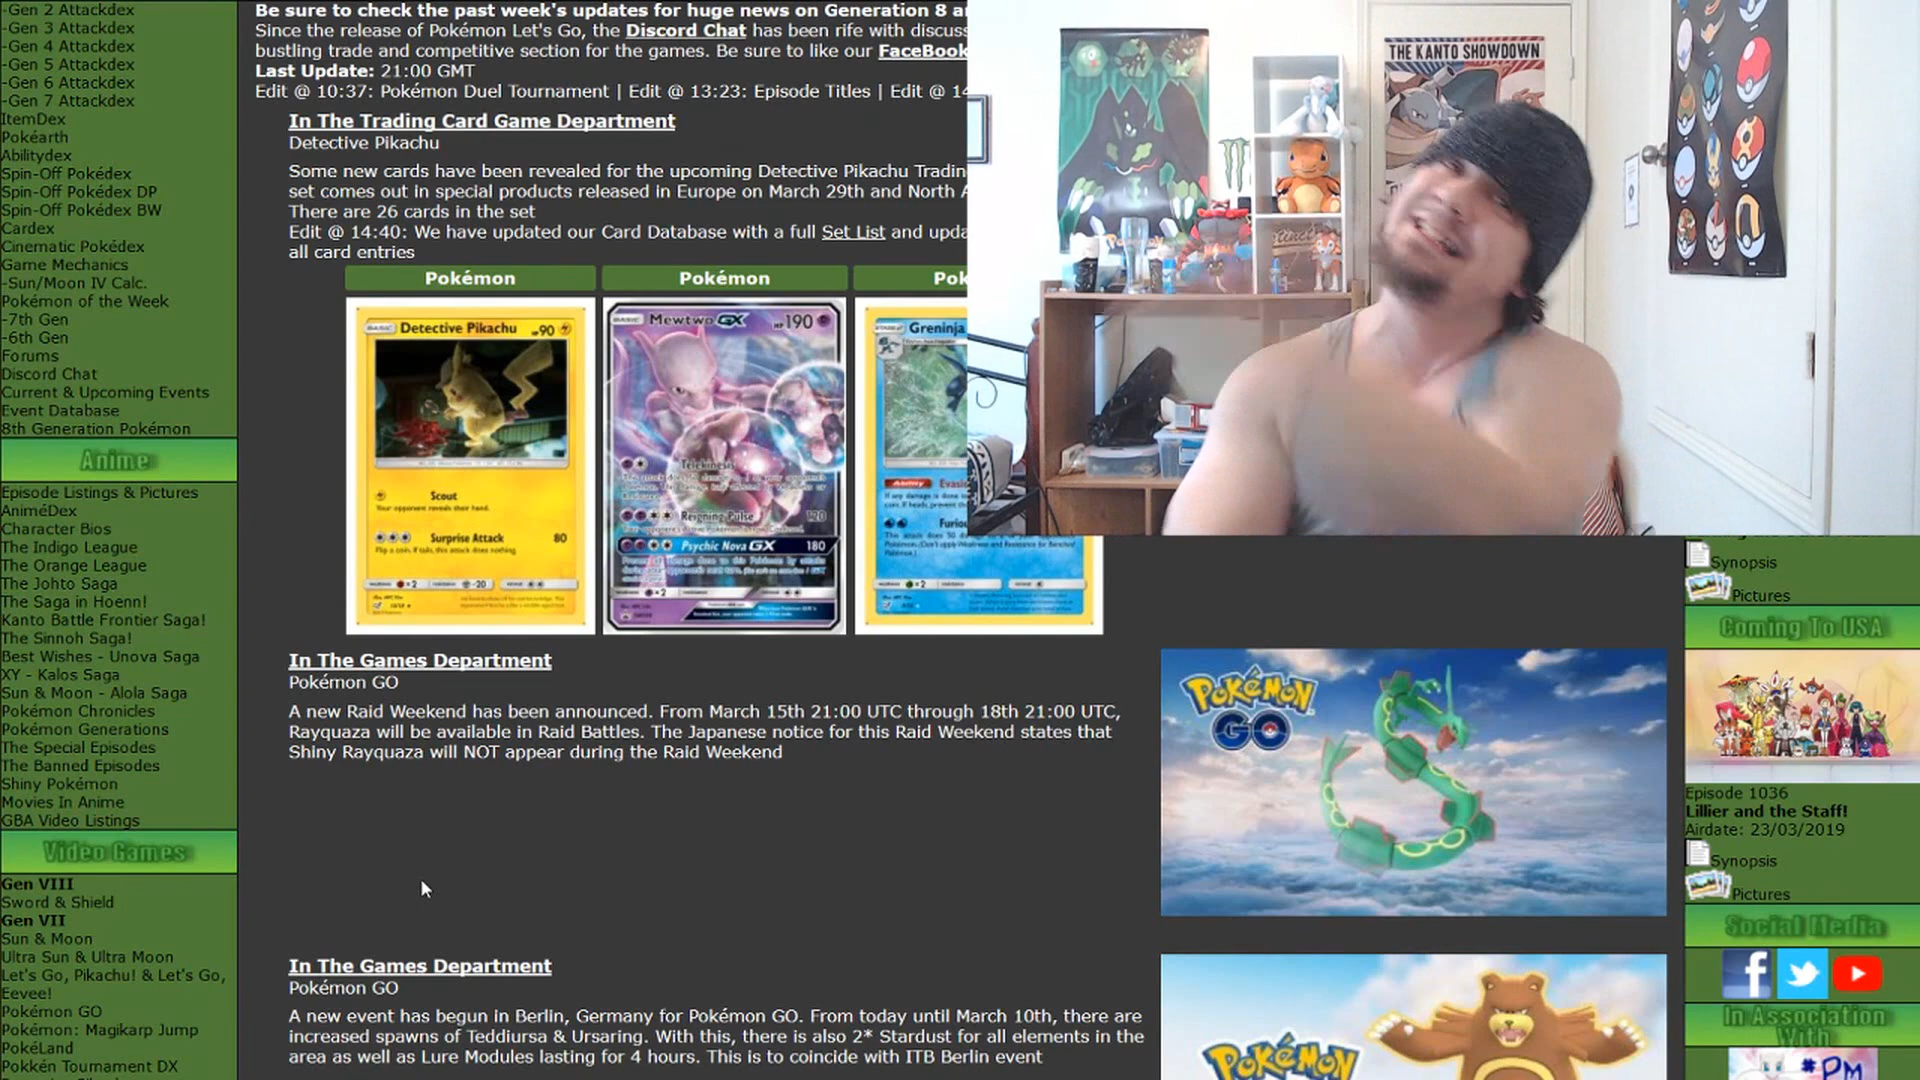 -Gen 2 Attackdex
-Gen 3 Attackdex
-Gen 4 Attackdex
-Gen 5 Attackdex
-Gen 6 Attackdex
-Gen 7 Attackdex
ItemDex
Pokéarth
Abilitydex
Spin-Off Pokédex
Spin-Off Pokédex DP
Spin-Off Pokédex BW
Cardex
Cinematic Pokédex
Game Mechanics
-Sun/Moon IV Calc.
Pokémon of the Week
-7th Gen
-6th Gen
Forums
Discord Chat
Current & Upcoming Events
Event Database
8th Generation Pokémon
Anime
Episode Listings & Pictures
AniméDex
Character Bios
The Indigo League
The Orange League
The Johto Saga
The Saga in Hoenn!
Kanto Battle Frontier Saga!
The Sinnoh Saga!
Best Wishes - Unova Saga
XY - Kalos Saga
Sun & Moon - Alola Saga
Pokémon Chronicles
Pokémon Generations
The Special Episodes
The Banned Episodes
Shiny Pokémon
Movies In Anime
GBA Video Listings
Video Games
Gen VIII
Sword & Shield
Gen VII
Sun & Moon
Ultra Sun & Ultra Moon
Let's Go, Pikachu! & Let's Go,
Eevee!
Pokémon GO
Pokémon: Magikarp Jump
PokéLand
Pokkén Tournament DX
Be sure to check the past week's updates for huge news on Generation 8
Since the release of Pokémon Let's Go, the Discord Chat has been rife with
bustling trade and competitive section for the games. Be sure to like our FaceBook
Last Update: 21:00 GMT
Edit @ 10:37: Pokémon Duel Tournament | Edit @ 13:23: Episode Titles | Edit @
In The Trading Card Game Department
Detective Pikachu
Some new cards have been revealed for the upcoming Detective Pikachu
set comes out in special products released in Europe on March 29th and North
There are 26 cards in the set
Edit @ 14:40: We have updated our Card Database with a full Set List and
all card entries
Pokémon
Pokémon
Detective Pikachu
HP 90
Scout
Your opponent reveals their hand.
Surprise Attack 80
Flip a coin. If tails, this attack does nothing.
Mewtwo GX
190
Telekinesis
Reigning Pulse 120
Psychic Nova GX 180
Greninja
Ability
In The Games Department
Pokémon GO
A new Raid Weekend has been announced. From March 15th 21:00 UTC through 18th 21:00 UTC,
Rayquaza will be available in Raid Battles. The Japanese notice for this Raid Weekend states that
Shiny Rayquaza will NOT appear during the Raid Weekend
POKÉMON
GO
In The Games Department
Pokémon GO
A new event has begun in Berlin, Germany for Pokémon GO. From today until March 10th, there are
increased spawns of Teddiursa & Ursaring. With this, there is also 2* Stardust for all elements in the
area as well as Lure Modules lasting for 4 hours. This is to coincide with ITB Berlin event
POKÉMON
THE KANTO SHOWDOWN
Synopsis
Pictures
Coming To USA
Episode 1036
Lillier and the Staff!
Airdate: 23/03/2019
Synopsis
Pictures
Social Media
In Association
With
#PM